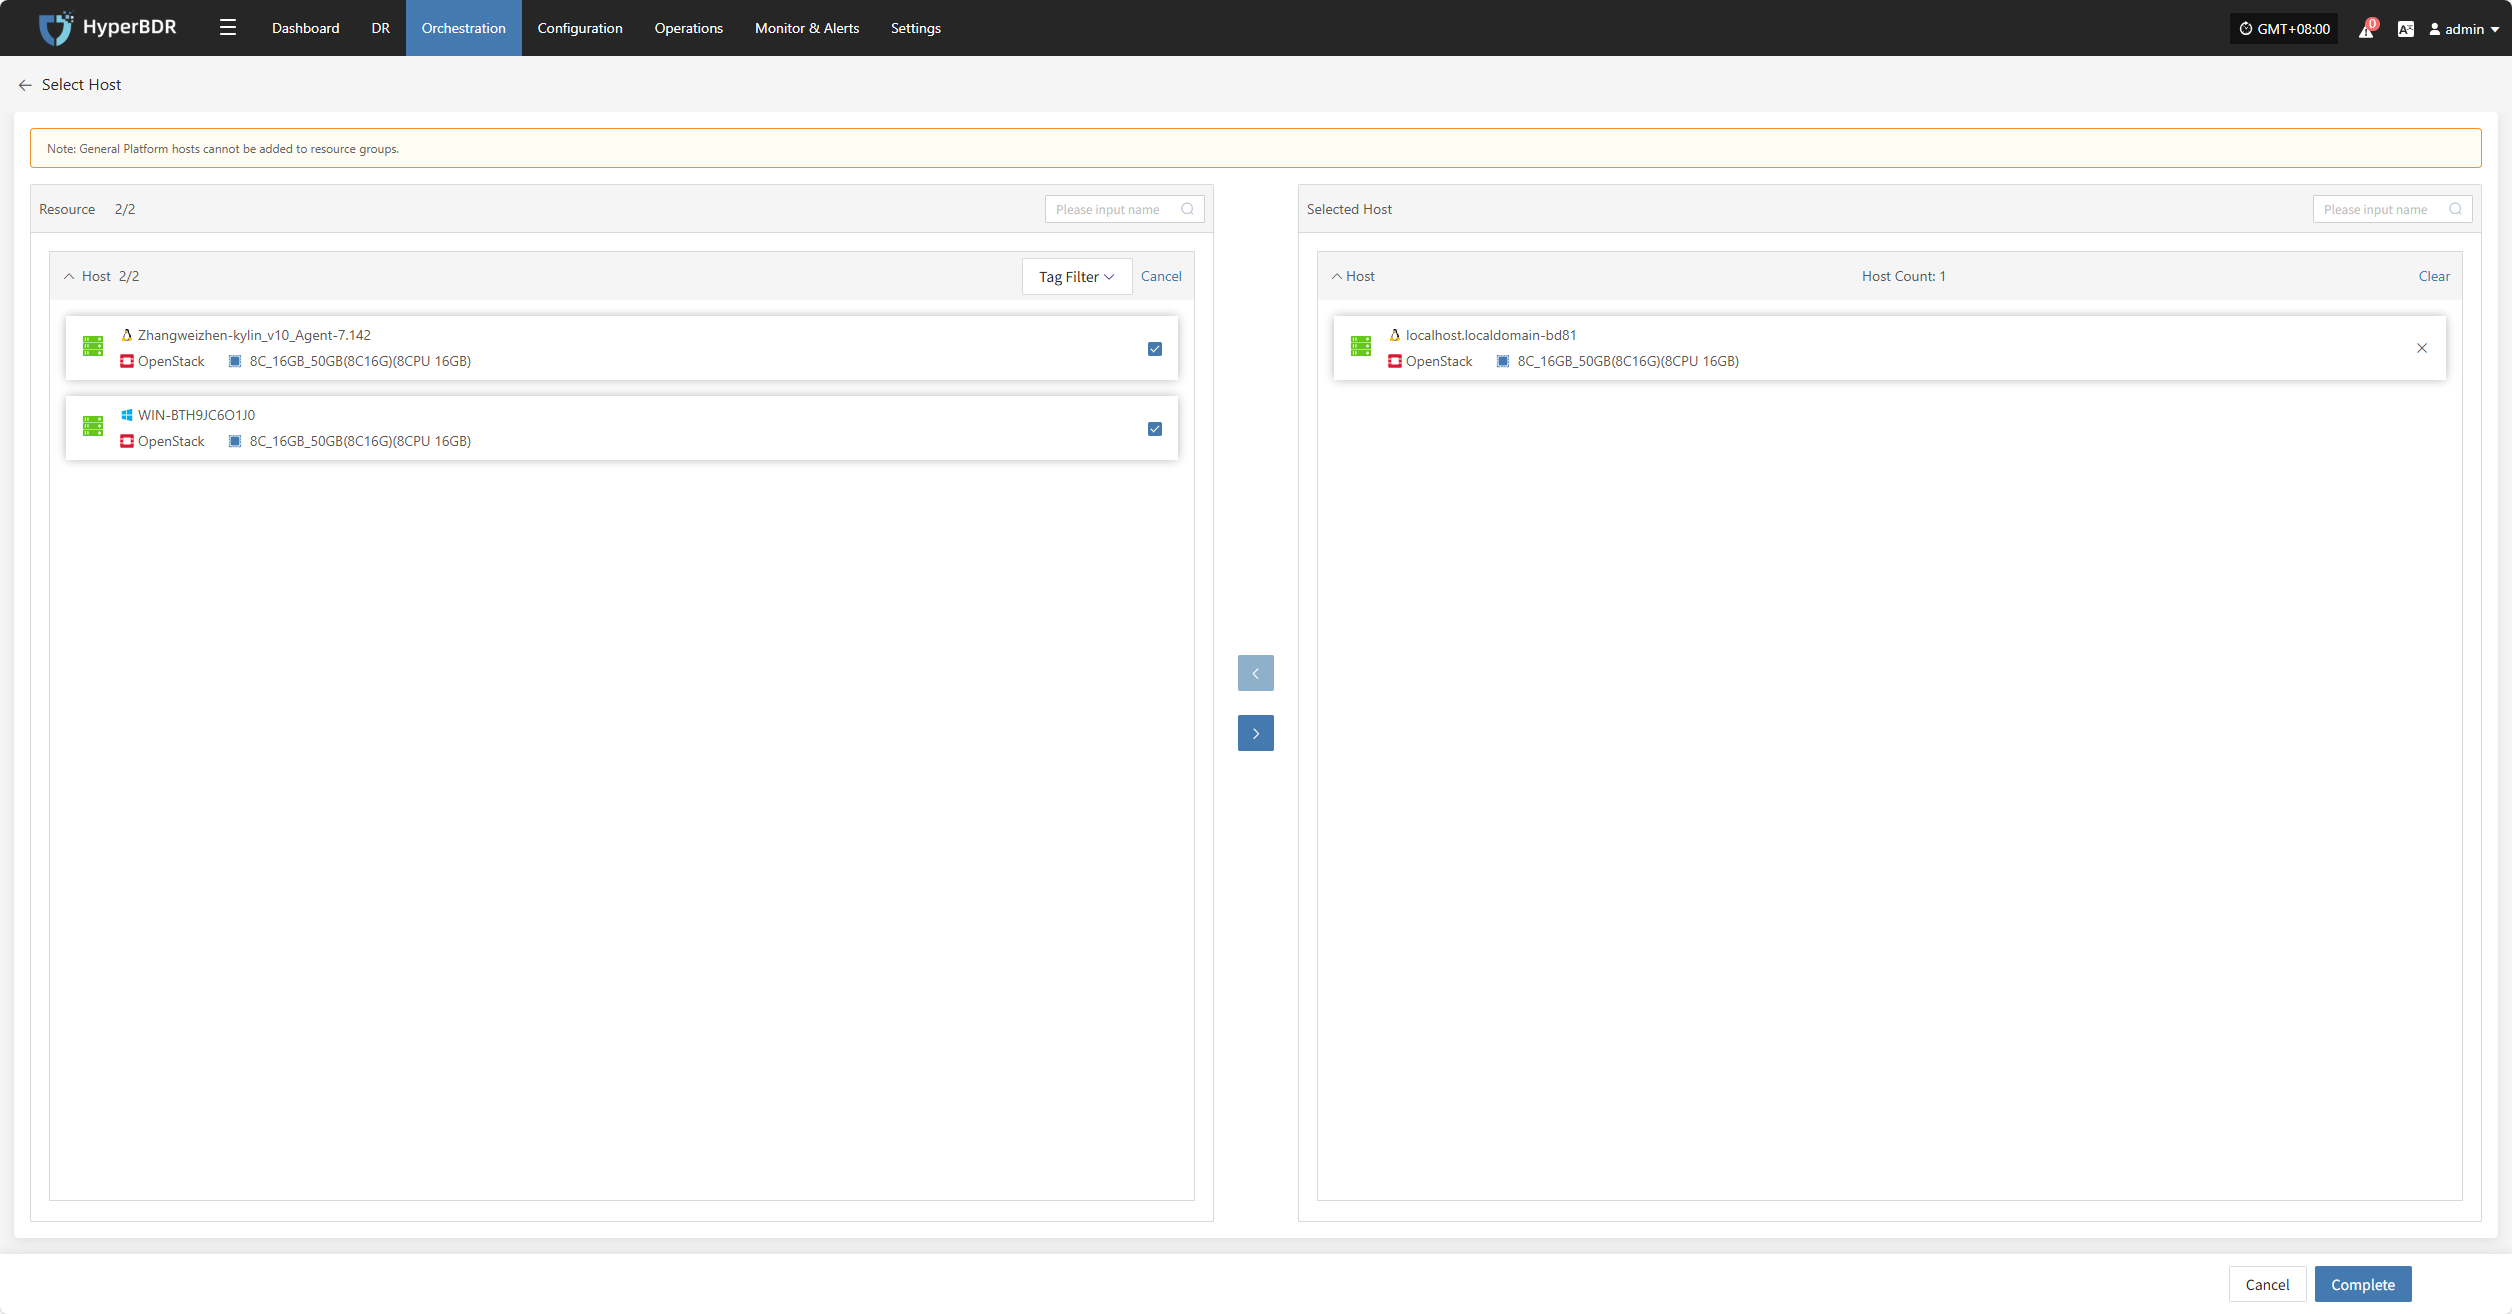 HyperBDR
Dashboard DR Orchestration Configuration Operations Monitor & Alerts Settings
GMT+08:00 0 admin
Select Host
Note: General Platform hosts cannot be added to resource groups.
Resource 2/2 Please input name
Host 2/2 Tag Filter Cancel
Zhangweizhen-kylin_v10_Agent-7.142
OpenStack 8C_16GB_50GB(8C16G)(8CPU 16GB)
WIN-BTH9JC6O1J0
OpenStack 8C_16GB_50GB(8C16G)(8CPU 16GB)
Selected Host Please input name
Host Host Count: 1 Clear
localhost.localdomain-bd81
OpenStack 8C_16GB_50GB(8C16G)(8CPU 16GB)
Cancel Complete